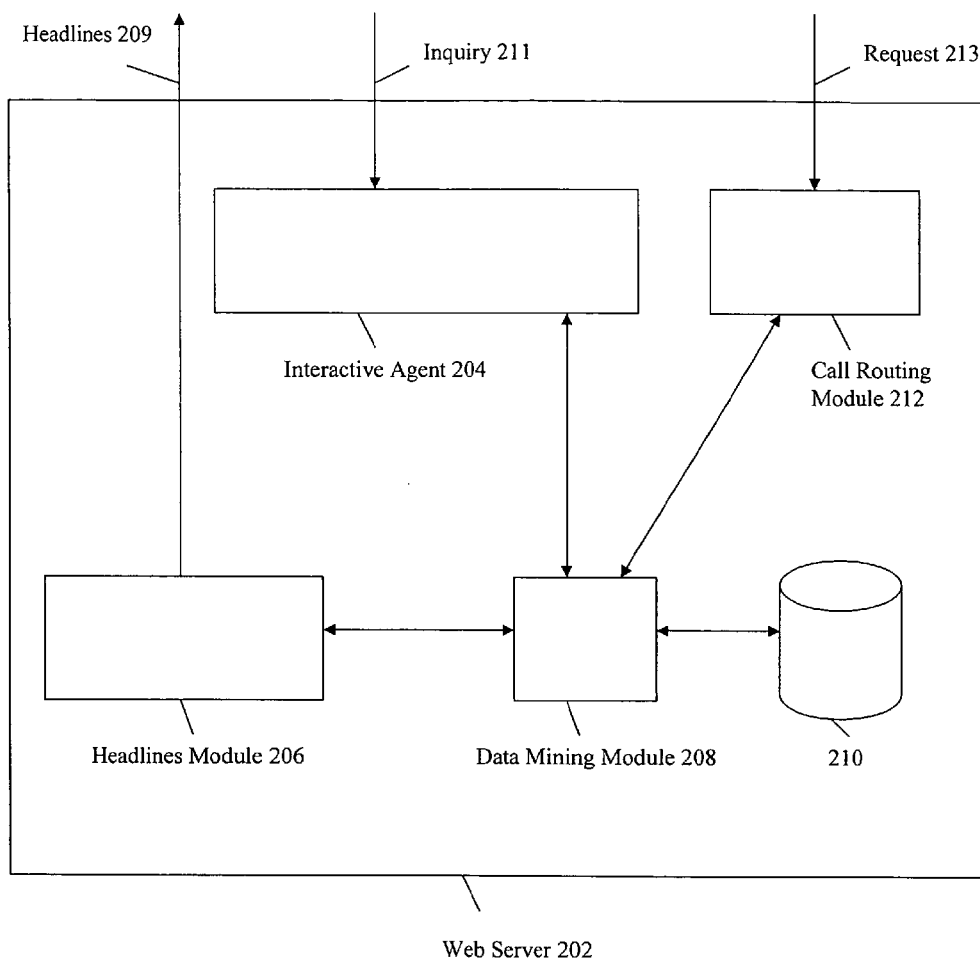 Headlines 209
Inquiry 211
Request 213
Interactive Agent 204
Call Routing
Module 212
Headlines Module 206
Data Mining Module 208
210
Web Server 202